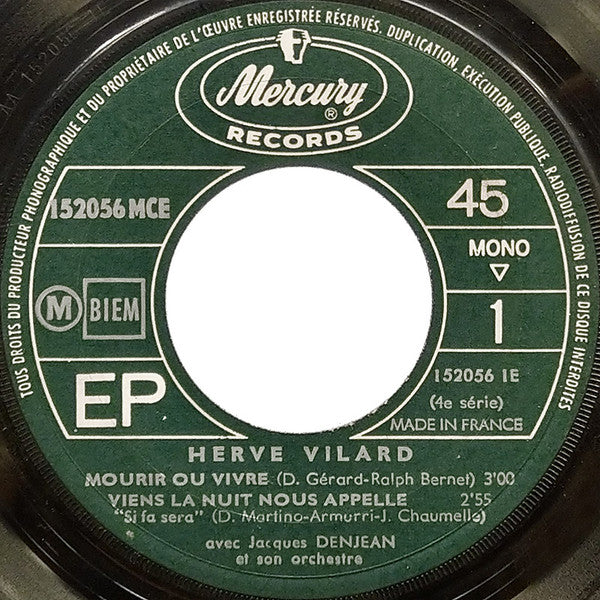 TOUS DROITS DU PRODUCTEUR PHONOGRAPHIQUE ET DU PROPRIÉTAIRE DE L'ŒUVRE ENREGISTRÉE RÉSERVÉS, DUPLICATION, EXÉCUTION PUBLIQUE, RADIODIFFUSION DE CE DISQUE INTERDITES
Mercury ®
RECORDS
152056 MCE
45
MONO
M BIEM
1
EP
152056 1E
(4e série)
MADE IN FRANCE
HERVE VILARD
MOURIR OU VIVRE (D. Gérard-Ralph Bernet) 3'00
VIENS LA NUIT NOUS APPELLE 2'55
"Si fa sera" (D. Martino-Armurri-J. Chaumelle)
avec Jacques DENJEAN
et son orchestre